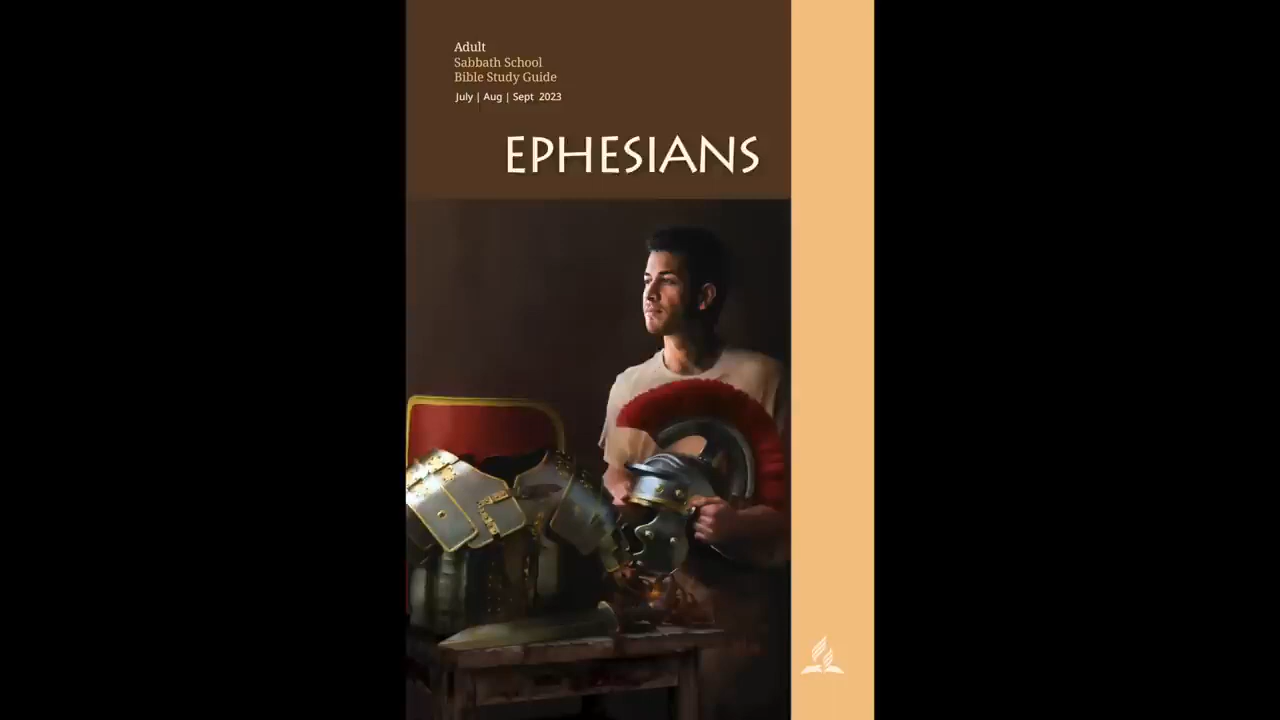 Adult
Sabbath School
Bible Study Guide
July | Aug | Sept 2023
EPHESIANS